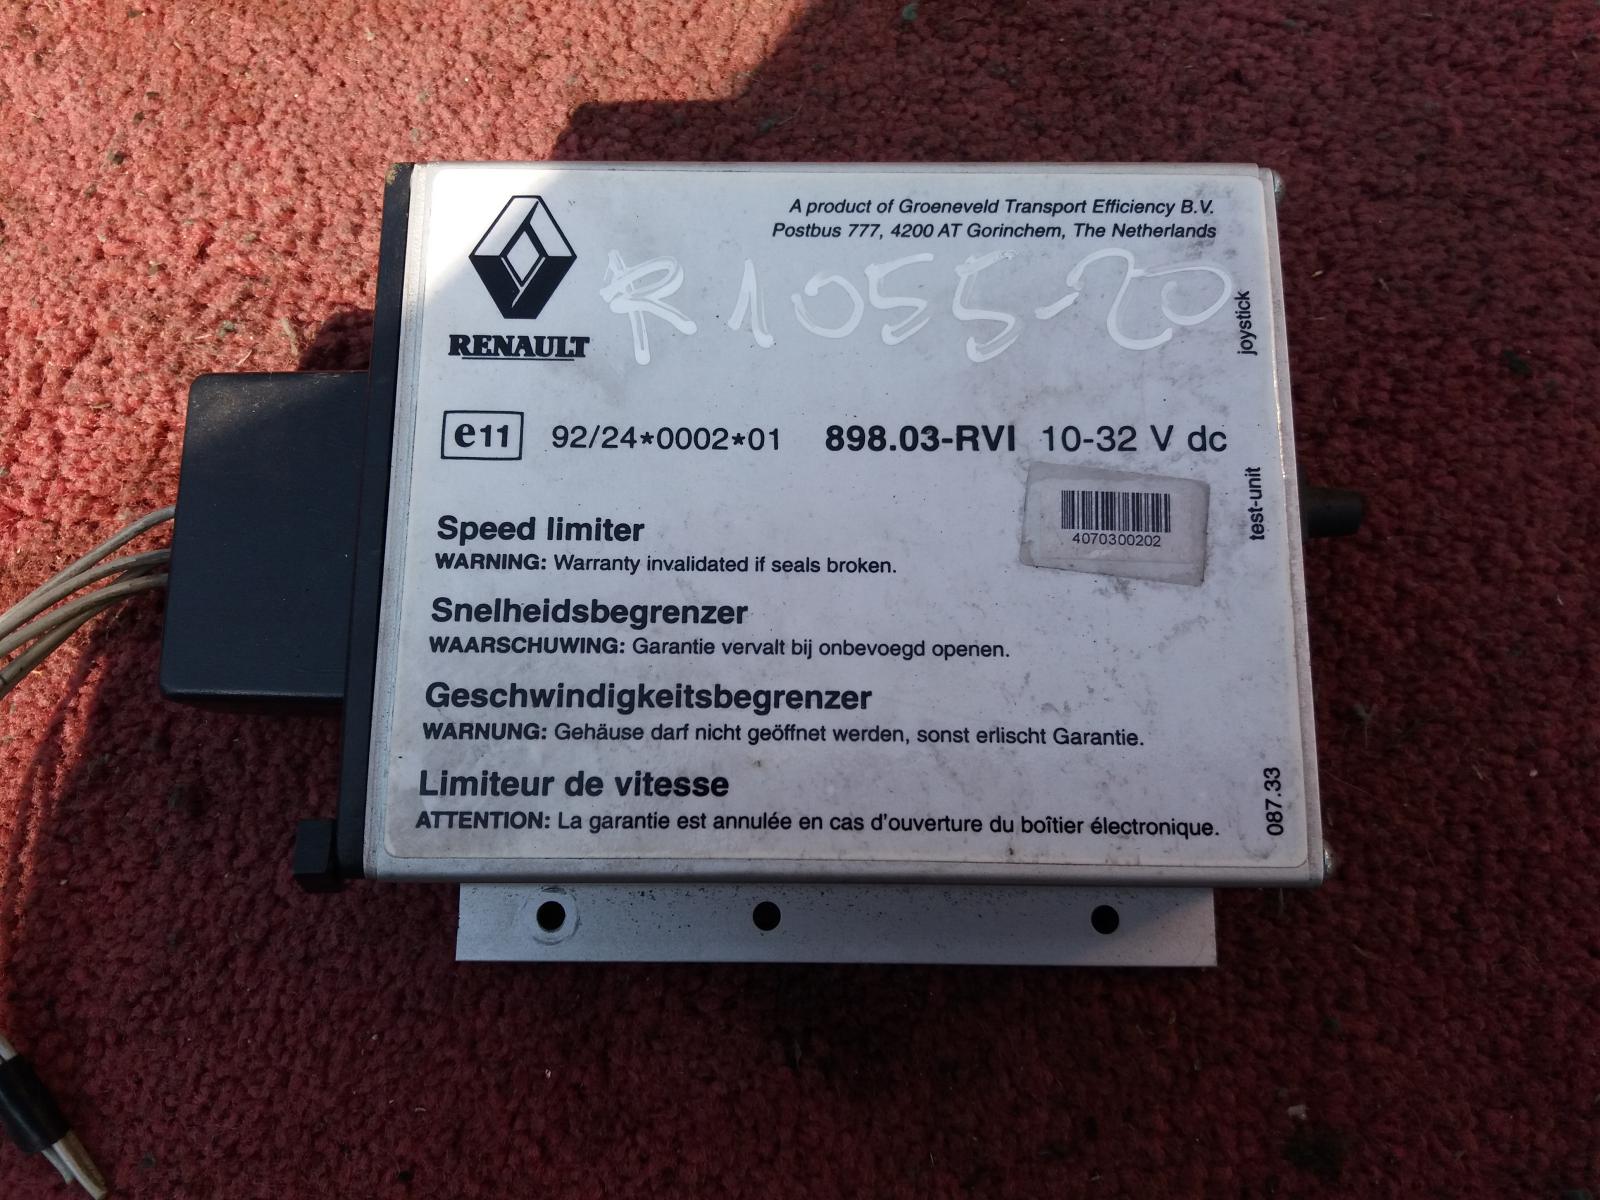 A product of Groeneveld Transport Efficiency B.V.
Postbus 777, 4200 AT Gorinchem, The Netherlands
R1055-20
RENAULT
joystick
e11 92/24*0002*01 898.03-RVI 10-32 V dc
test-unit
4070300202
Speed limiter
WARNING: Warranty invalidated if seals broken.
Snelheidsbegrenzer
WAARSCHUWING: Garantie vervalt bij onbevoegd openen.
Geschwindigkeitsbegrenzer
WARNUNG: Gehäuse darf nicht geöffnet werden, sonst erlischt Garantie.
Limiteur de vitesse
ATTENTION: La garantie est annulée en cas d'ouverture du boîtier électronique.
087.33